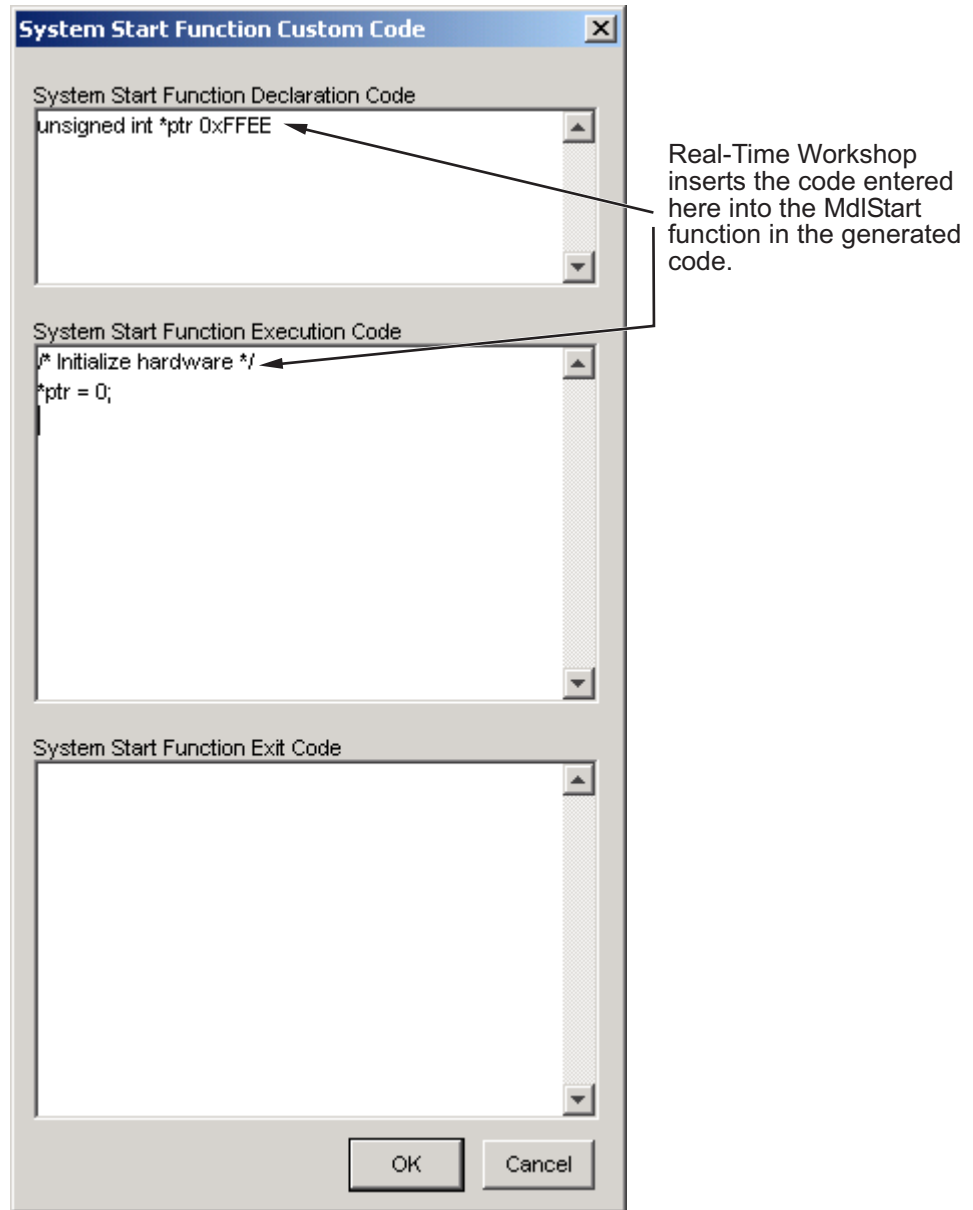 System Start Function Custom Code
System Start Function Declaration Code
unsigned int *ptr 0xFFEE
Real-Time Workshop
inserts the code entered
here into the MdlStart
function in the generated
code.
System Start Function Execution Code
/* Initialize hardware */
*ptr = 0;
System Start Function Exit Code
OK
Cancel